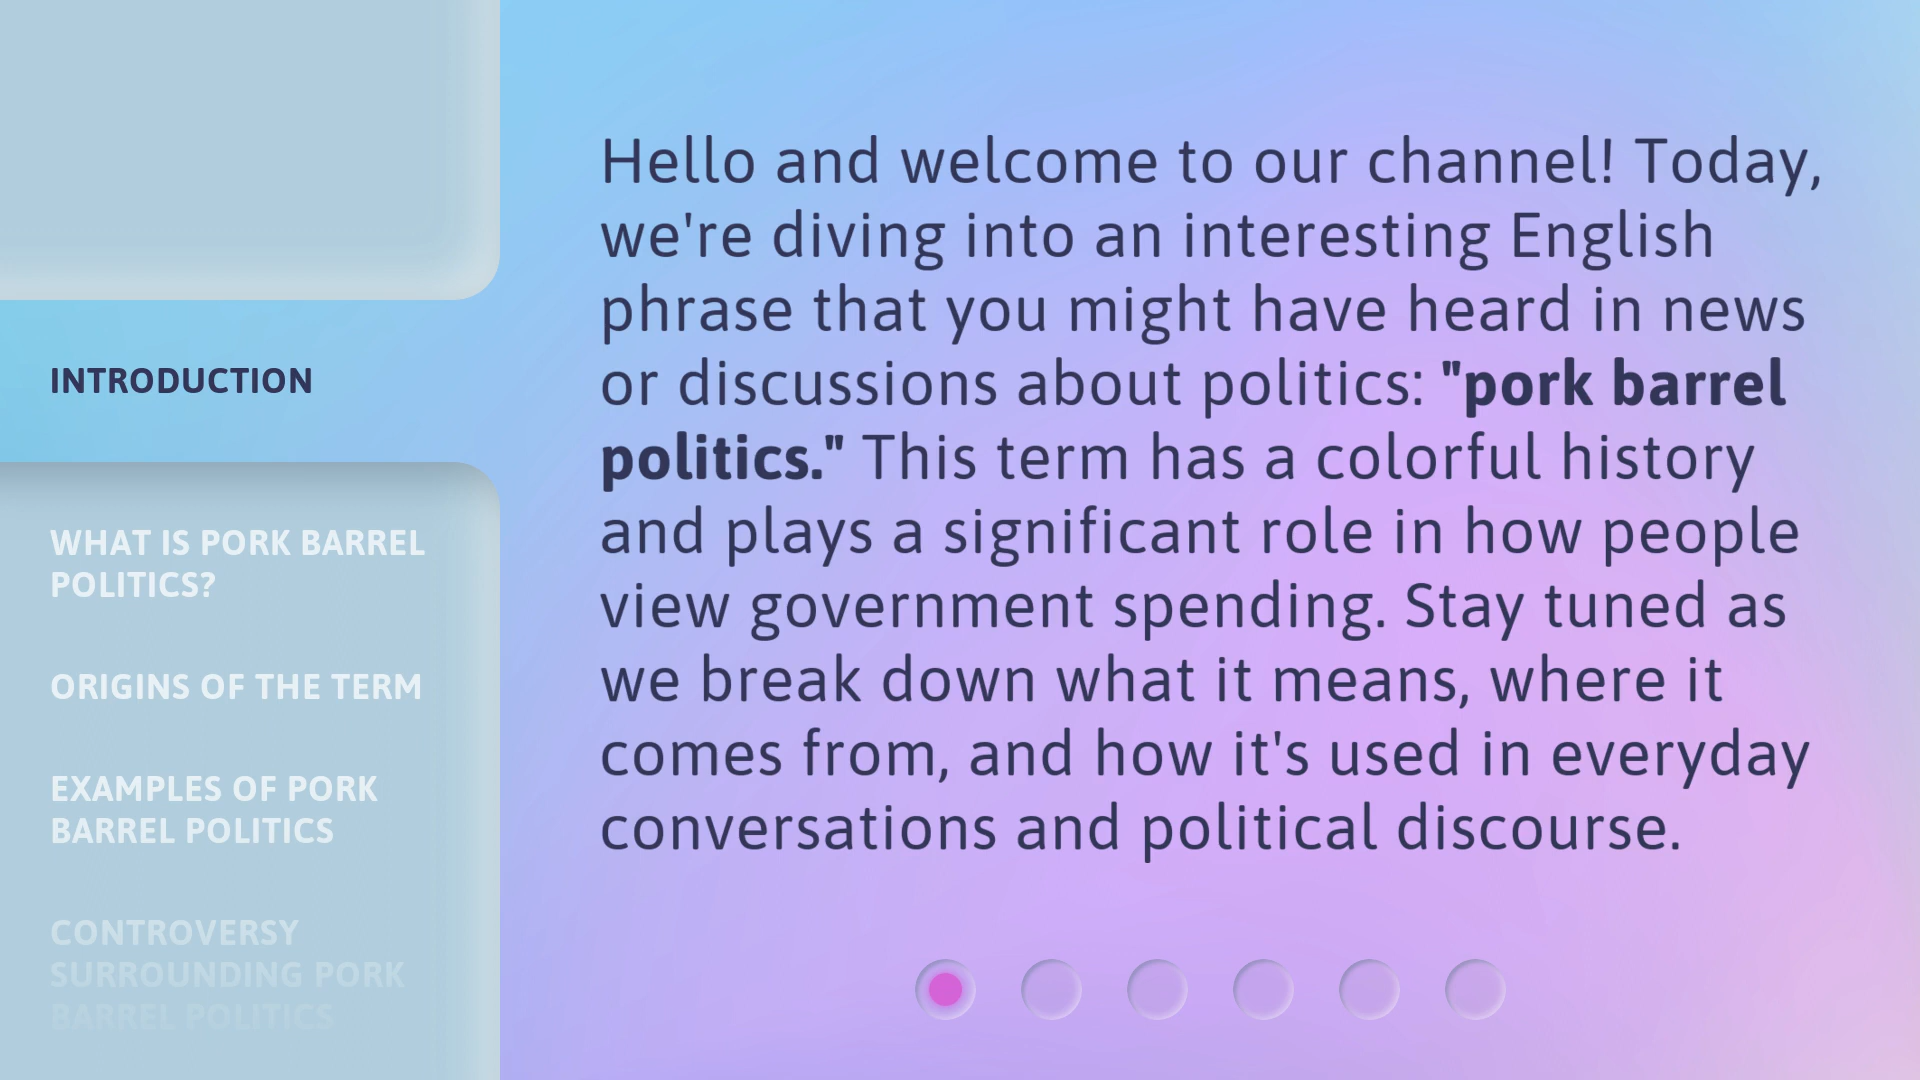 INTRODUCTION
WHAT IS PORK BARREL
POLITICS?
ORIGINS OF THE TERM
EXAMPLES OF PORK
BARREL POLITICS
CONTROVERSY
SURROUNDING PORK
BARREL POLITICS
Hello and welcome to our channel! Today,
we're diving into an interesting English
phrase that you might have heard in news
or discussions about politics: "pork barrel
politics." This term has a colorful history
and plays a significant role in how people
view government spending. Stay tuned as
we break down what it means, where it
comes from, and how it's used in everyday
conversations and political discourse.